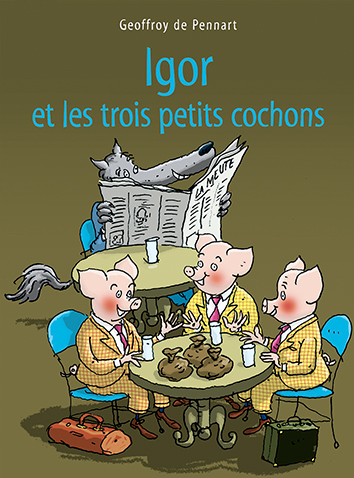 Geoffroy de Pennart
Igor
et les trois petits cochons
LA MEUTE